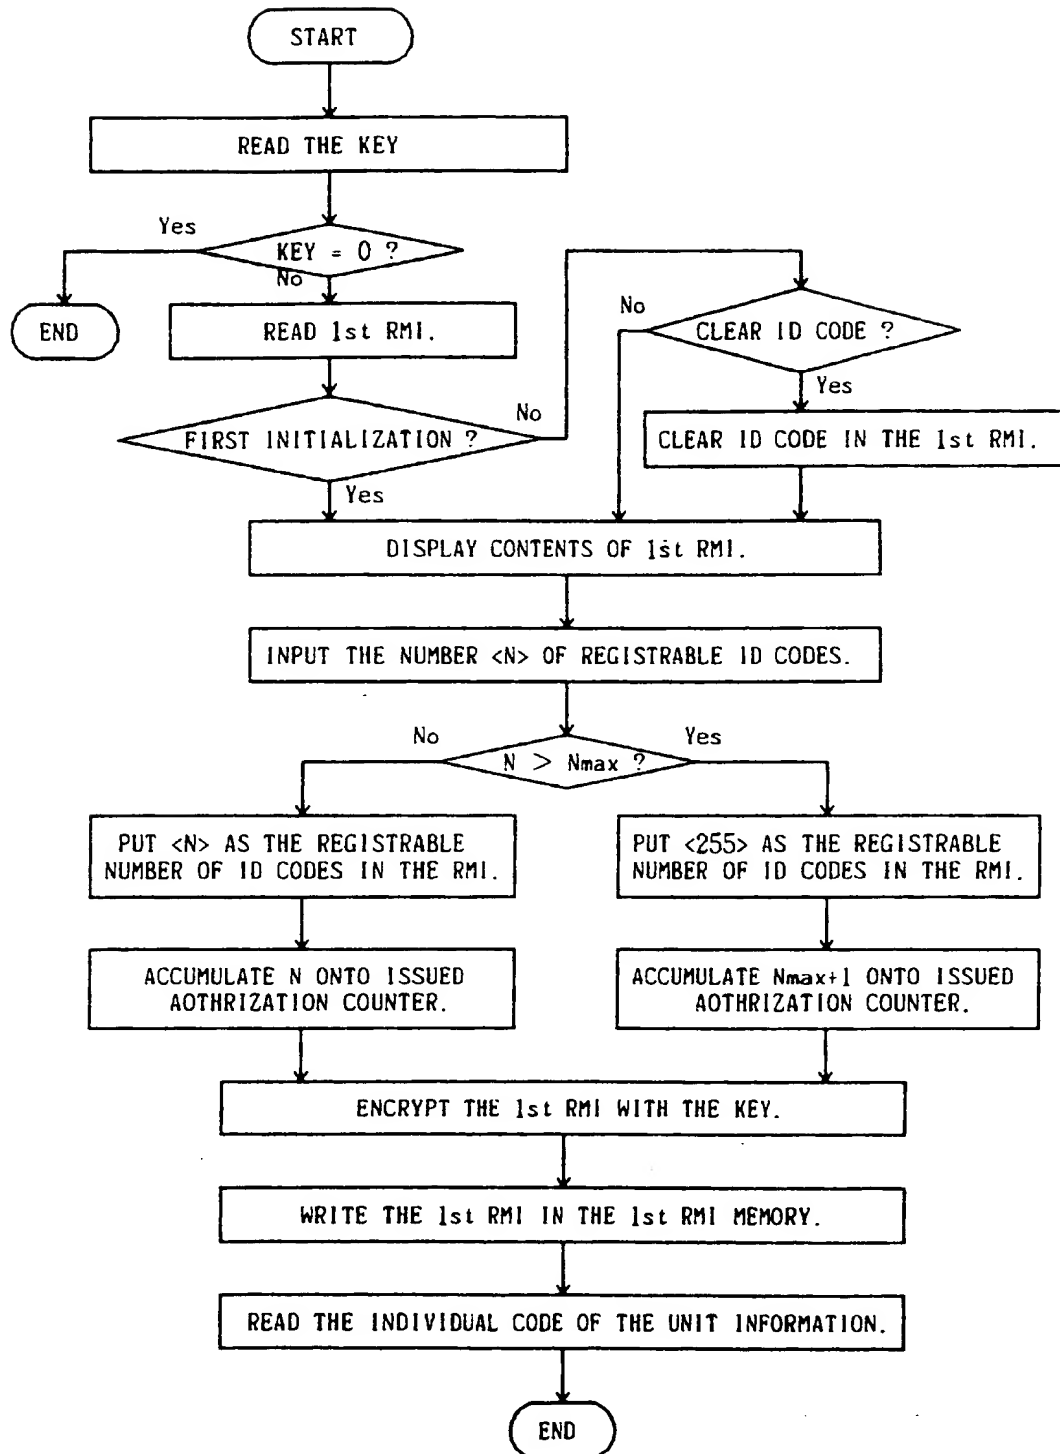 START
READ THE KEY
Yes
KEY = 0 ?
No
END
READ 1st RMI.
No
CLEAR ID CODE ?
Yes
FIRST INITIALIZATION ?
No
CLEAR ID CODE IN THE 1st RMI.
Yes
DISPLAY CONTENTS OF 1st RMI.
INPUT THE NUMBER <N> OF REGISTRABLE ID CODES.
No
Yes
N > Nmax ?
PUT <N> AS THE REGISTRABLE
NUMBER OF ID CODES IN THE RMI.
PUT <255> AS THE REGISTRABLE
NUMBER OF ID CODES IN THE RMI.
ACCUMULATE N ONTO ISSUED
AOTHRIZATION COUNTER.
ACCUMULATE Nmax+1 ONTO ISSUED
AOTHRIZATION COUNTER.
ENCRYPT THE 1st RMI WITH THE KEY.
WRITE THE 1st RMI IN THE 1st RMI MEMORY.
READ THE INDIVIDUAL CODE OF THE UNIT INFORMATION.
END